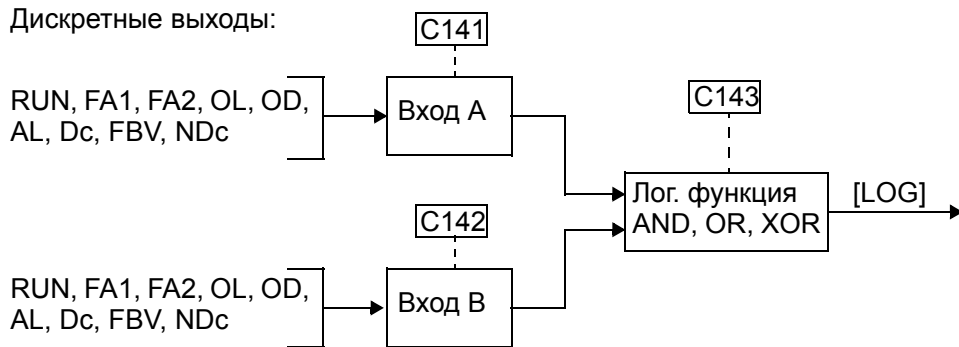 Дискретные выходы:
C141
RUN, FA1, FA2, OL, OD,
AL, Dc, FBV, NDc
Вход A
C143
Лог. функция
AND, OR, XOR
[LOG]
C142
RUN, FA1, FA2, OL, OD,
AL, Dc, FBV, NDc
Вход B